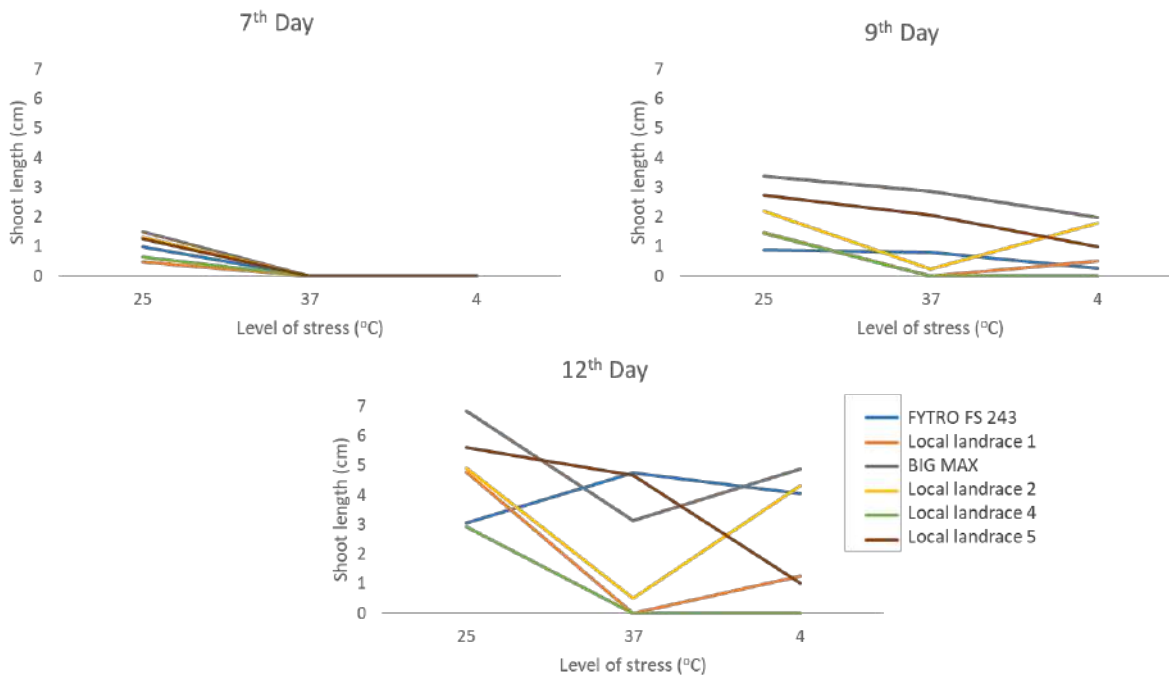 7th Day
Shoot length (cm)
7
6
5
4
3
2
1
0
25 37 4
Level of stress (°C)
9th Day
Shoot length (cm)
7
6
5
4
3
2
1
0
25 37 4
Level of stress (°C)
12th Day
Shoot length (cm)
7
6
5
4
3
2
1
0
25 37 4
Level of stress (°C)
FYTRO FS 243
Local landrace 1
BIG MAX
Local landrace 2
Local landrace 4
Local landrace 5